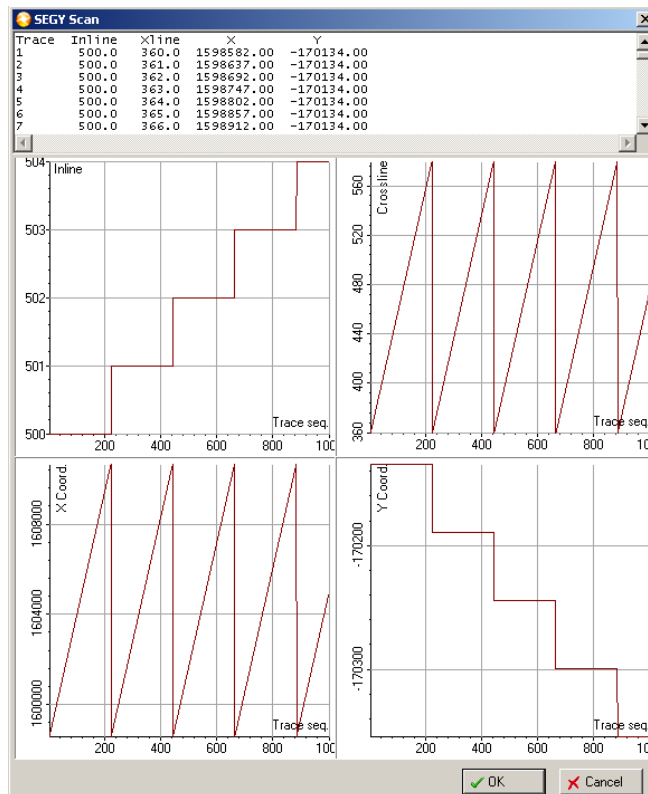 SEGY Scan
Trace Inline Xline X Y
1 500.0 360.0 1598582.00 -170134.00
2 500.0 361.0 1598637.00 -170134.00
3 500.0 362.0 1598692.00 -170134.00
4 500.0 363.0 1598747.00 -170134.00
5 500.0 364.0 1598802.00 -170134.00
6 500.0 365.0 1598857.00 -170134.00
7 500.0 366.0 1598912.00 -170134.00
504
Inline
503
502
501
500
Trace seq.
200 400 600 800 100
Crossline
560
520
480
440
400
360
Trace seq.
200 400 600 800 100
X Coord.
1608000
1604000
1600000
Trace seq.
200 400 600 800 100
Y Coord.
-170200
-170300
Trace seq.
200 400 600 800 100
OK
Cancel